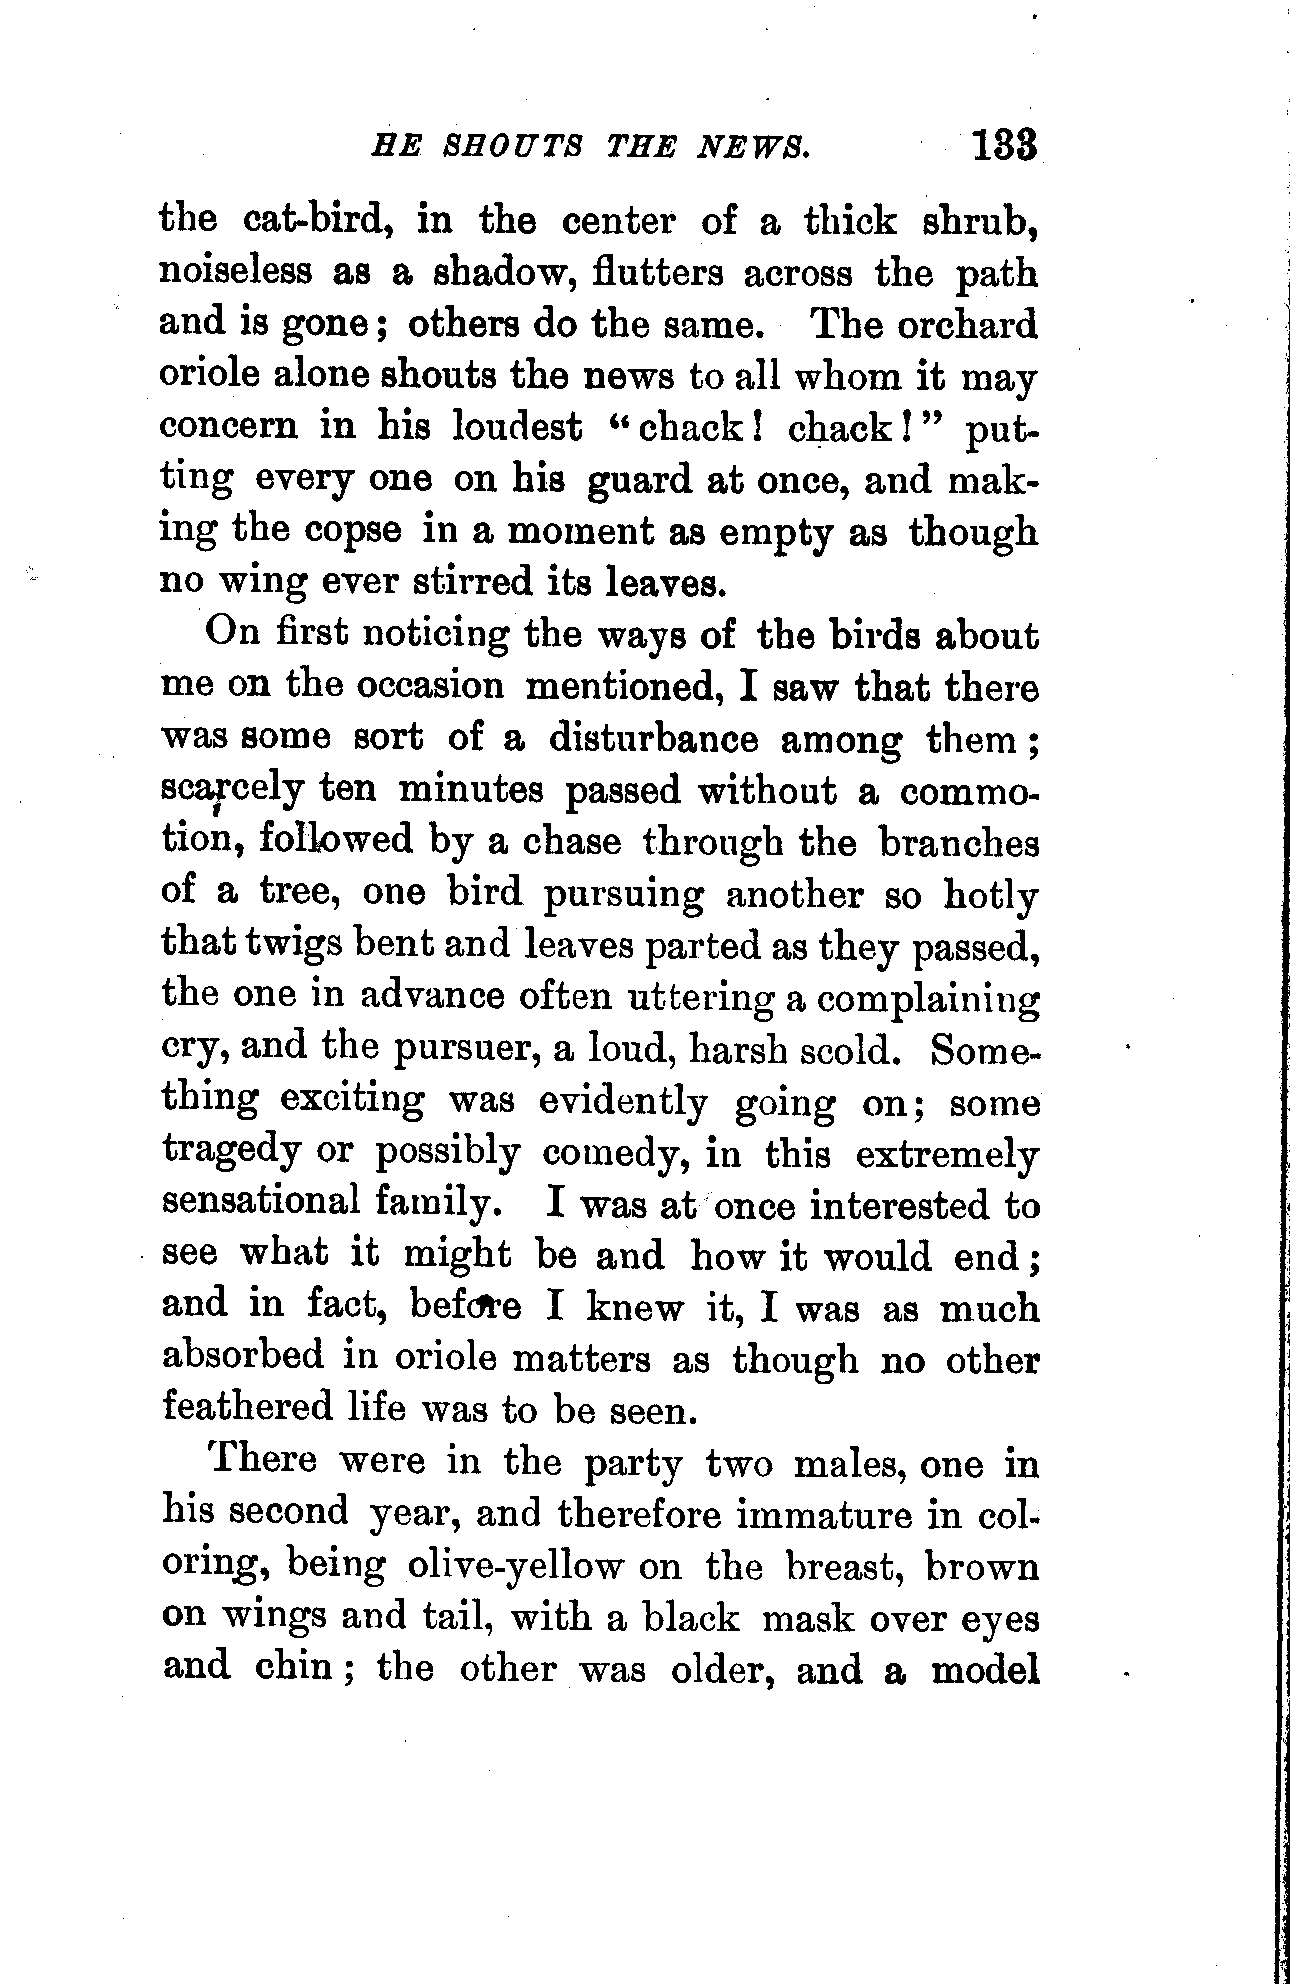 HE SHOUTS THE NEWS. 133
the cat-bird, in the center of a thick shrub,
noiseless as a shadow, flutters across the path
and is gone; others do the same. The orchard
oriole alone shouts the news to all whom it may
concern in his loudest “chack! chack!” put-
ting every one on his guard at once, and mak-
ing the copse in a moment as empty as though
no wing ever stirred its leaves.
On first noticing the ways of the birds about
me on the occasion mentioned, I saw that there
was some sort of a disturbance among them;
scarcely ten minutes passed without a commo-
tion, followed by a chase through the branches
of a tree, one bird pursuing another so hotly
that twigs bent and leaves parted as they passed,
the one in advance often uttering a complaining
cry, and the pursuer, a loud, harsh scold. Some-
thing exciting was evidently going on; some
tragedy or possibly comedy, in this extremely
sensational family. I was at once interested to
see what it might be and how it would end;
and in fact, before I knew it, I was as much
absorbed in oriole matters as though no other
feathered life was to be seen.
There were in the party two males, one in
his second year, and therefore immature in col-
oring, being olive-yellow on the breast, brown
on wings and tail, with a black mask over eyes
and chin; the other was older, and a model